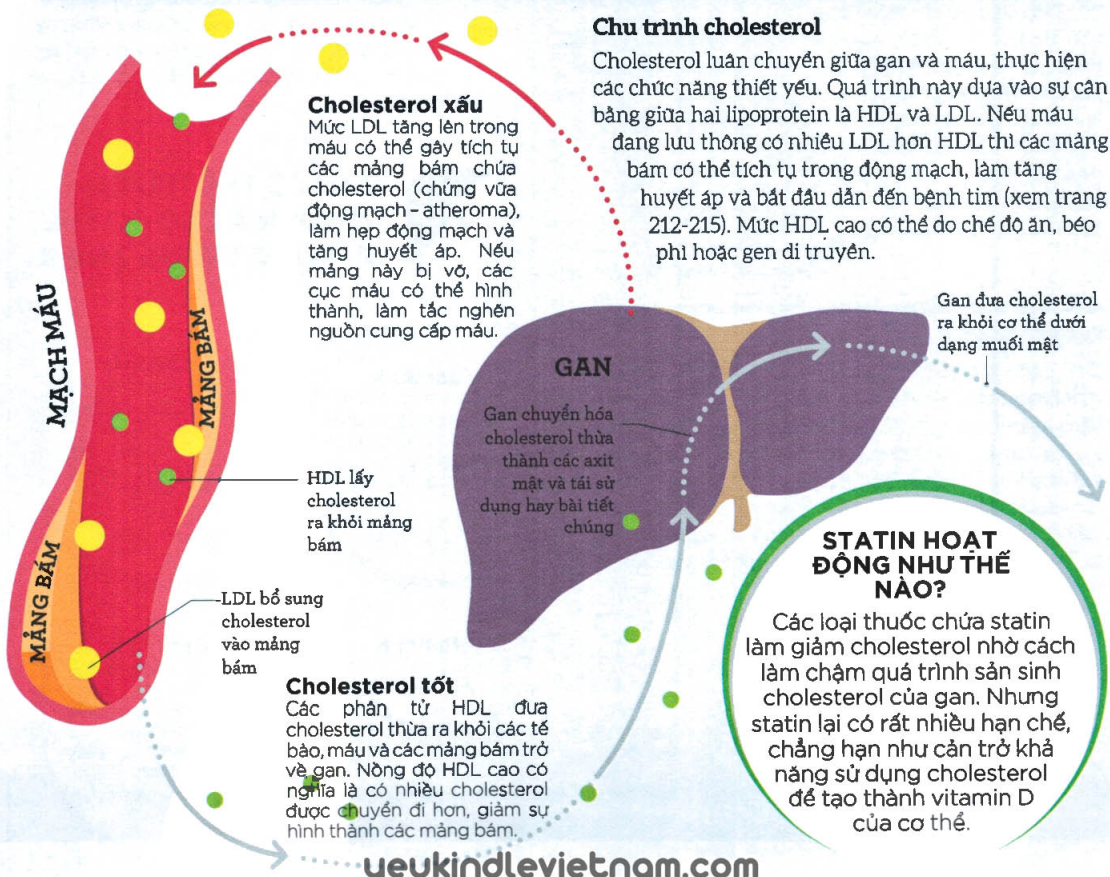 Chu trình cholesterol
Cholesterol luân chuyển giữa gan và máu, thực hiện
các chức năng thiết yếu. Quá trình này dựa vào sự cân
bằng giữa hai lipoprotein là HDL và LDL. Nếu máu
đang lưu thông có nhiều LDL hơn HDL thì các mảng
bám có thể tích tụ trong động mạch, làm tăng
huyết áp và bắt đầu dẫn đến bệnh tim (xem trang
212-215). Mức HDL cao có thể do chế độ ăn, béo
phì hoặc gen di truyền.
Cholesterol xấu
Mức LDL tăng lên trong
máu có thể gây tích tụ
các mảng bám chứa
cholesterol (chứng vữa
động mạch – atheroma),
làm hẹp động mạch và
tăng huyết áp. Nếu
mảng này bị vỡ, các
cục máu có thể hình
thành, làm tắc nghẽn
nguồn cung cấp máu.
MẠCH MÁU
MẢNG BÁM
MẢNG BÁM
HDL lấy
cholesterol
ra khỏi mảng
bám
LDL bổ sung
cholesterol
vào mảng
bám
GAN
Gan chuyển hóa
cholesterol thừa
thành các axit
mật và tái sử
dụng hay bài tiết
chúng
Gan đưa cholesterol
ra khỏi cơ thể dưới
dạng muối mật
Cholesterol tốt
Các phân tử HDL đưa
cholesterol thừa ra khỏi các tế
bào, máu và các mảng bám trở
về gan. Nồng độ HDL cao có
nghĩa là có nhiều cholesterol
được chuyển đi hơn, giảm sự
hình thành các mảng bám.
STATIN HOẠT
ĐỘNG NHƯ THẾ
NÀO?
Các loại thuốc chứa statin
làm giảm cholesterol nhờ cách
làm chậm quá trình sản sinh
cholesterol của gan. Nhưng
statin lại có rất nhiều hạn chế,
chẳng hạn như cản trở khả
năng sử dụng cholesterol
để tạo thành vitamin D
của cơ thể.
yeukindlevietnam.com